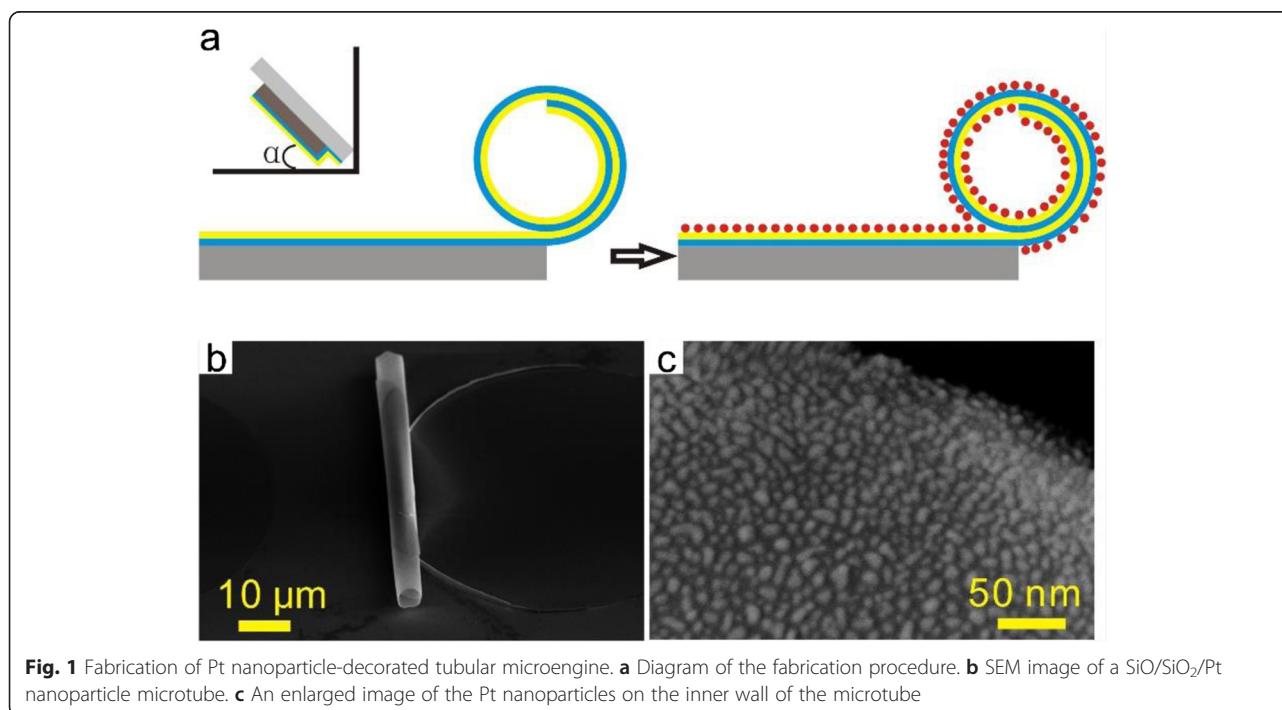 a
α
b
10 µm
c
50 nm
Fig. 1 Fabrication of Pt nanoparticle-decorated tubular microengine. a Diagram of the fabrication procedure. b SEM image of a SiO/SiO₂/Pt
nanoparticle microtube. c An enlarged image of the Pt nanoparticles on the inner wall of the microtube